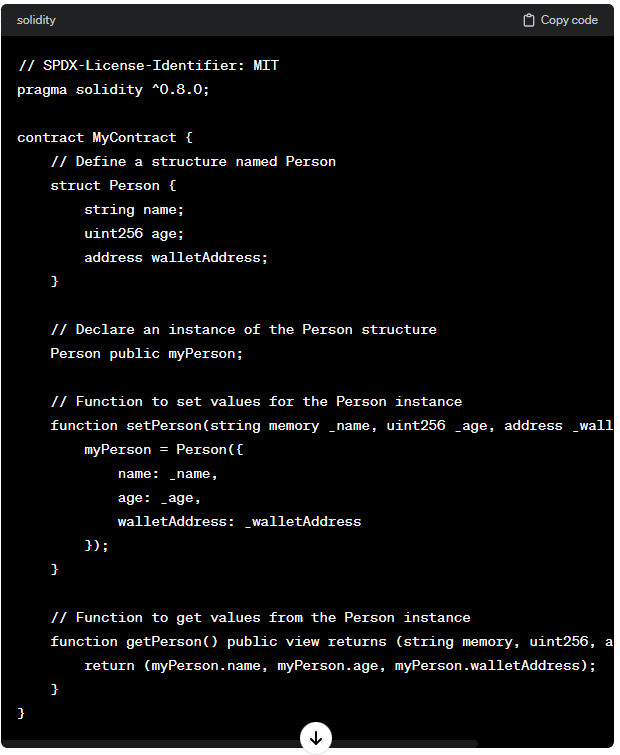 solidity
Copy code
// SPDX-License-Identifier: MIT
pragma solidity ^0.8.0;
contract MyContract {
// Define a structure named Person
struct Person {
string name;
uint256 age;
address walletAddress;
}
// Declare an instance of the Person structure
Person public myPerson;
// Function to set values for the Person instance
function setPerson(string memory _name, uint256 _age, address _wall
myPerson = Person({
name: _name,
age: _age,
walletAddress: _walletAddress
});
}
// Function to get values from the Person instance
function getPerson() public view returns (string memory, uint256, a
return (myPerson.name, myPerson.age, myPerson.walletAddress);
}
}